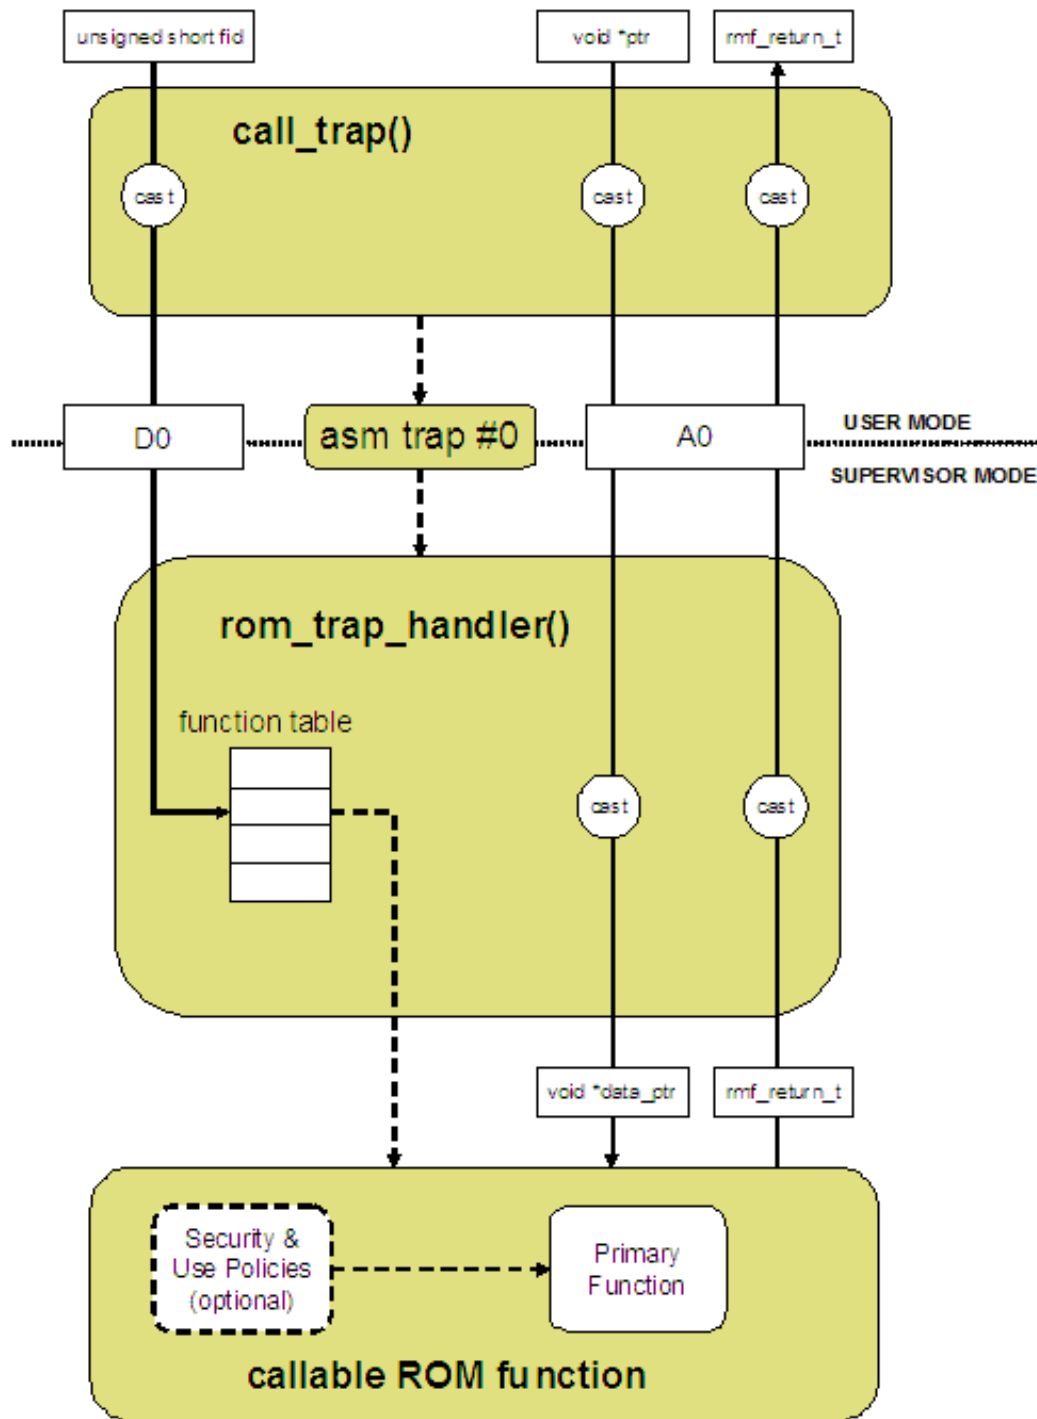 unsigned short fid
void *ptr
rmf_return_t
call_trap()
cast
cast
cast
D0
asm trap #0
A0
USER MODE
SUPERVISOR MODE
rom_trap_handler()
function table
cast
cast
void *data_ptr
rmf_return_t
Security &
Use Policies
(optional)
Primary
Function
callable ROM function